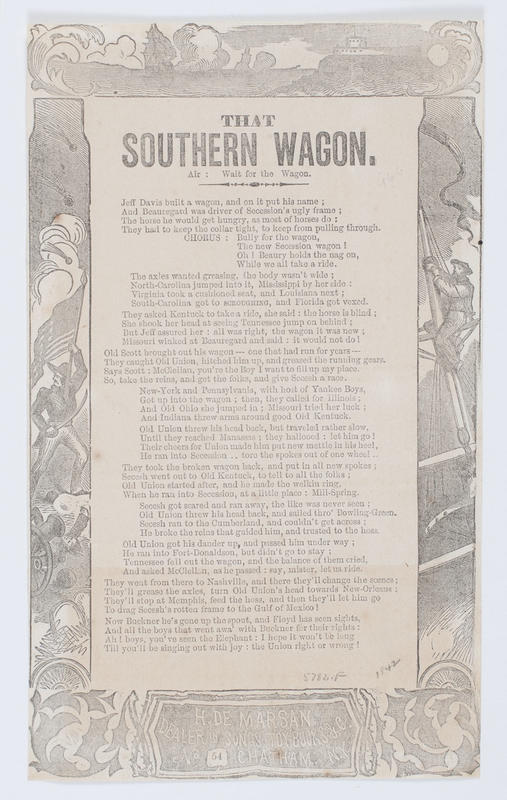 THAT
SOUTHERN WAGON.
Air : Wait for the Wagon.
Jeff Davis built a wagon, and on it put his name ;
And Beauregard was driver of Secession's ugly frame ;
The horse he would get hungry, as most of horses do :
They had to keep the collar tight, to keep from pulling through.
CHORUS : Bully for the wagon,
The new Secession wagon !
Oh ! Beaury holds the nag on,
While we all take a ride.
The axles wanted greasing, the body wasn't wide ;
North-Carolina jumped into it, Mississippi by her side :
Virginia took a cushioned seat, and Louisiana next ;
South-Carolina got to SCROUGHING, and Florida got vexed.
They asked Kentuck to take a ride, she said : the horse is blind ;
She shook her head at seeing Tennessee jump on behind ;
But Jeff assured her : all was right, the wagon it was new ;
Missouri winked at Beauregard and said : it would not do !
Old Scott brought out his wagon — one that had run for years —
They caught Old Union, hitched him up, and greased the running gears.
Says Scott : McClellan, you're the Boy I want to fill up my place.
So, take the reins, and get the folks, and give Secesh a race.
New-York and Pennsylvania, with host of Yankee Boys,
Got up into the wagon ; then, they called for Illinois ;
And Old Ohio she jumped in ; Missouri tried her luck ;
And Indiana threw arms around good Old Kentuck.
Old Union threw his head back, but traveled rather slow,
Until they reached Manassas ; they hallooed : let him go !
Their cheers for Union made him put new mettle in his heel,
He ran into Secession .. tore the spokes out of one wheel ..
They took the broken wagon back, and put in all new spokes ;
Secesh went out to Old Kentuck, to tell to all the folks ;
Old Union started after, and he made the welkin ring,
When he ran into Secession, at a little place : Mill-Spring.
Secesh got scared and ran away, the like was never seen :
Old Union threw his head back, and sailed thro' Bowling-Green.
Secesh ran to the Cumberland, and couldn't get across ;
He broke the reins that guided him, and trusted to the hoss.
Old Union got his dander up, and passed him under way ;
He ran into Fort-Donaldson, but didn't go to stay ;
Tennessee fell out the wagon, and the balance of them cried,
And asked McClellan, as he passed : say, mister, let us ride.
They went from there to Nashville, and there they'll change the scenes;
They'll grease the axles, turn Old Union's head towards New-Orleans ;
They'll stop at Memphis, feed the hoss, and then they'll let him go
To drag Secesh's rotten frame to the Gulf of Mexico !
Now Buckner he's gone up the spout, and Floyd has seen sights,
And all the boys that went awa' with Buckner for their rights :
Ah ! boys, you've seen the Elephant : I hope it won't be long
Till you'll be singing out with joy : the Union right or wrong !
5782.F
1842
H. DE MARSAN,
DEALER IN SONGS, TOY BOOKS &c.
No 54 CHATHAM, N.Y.